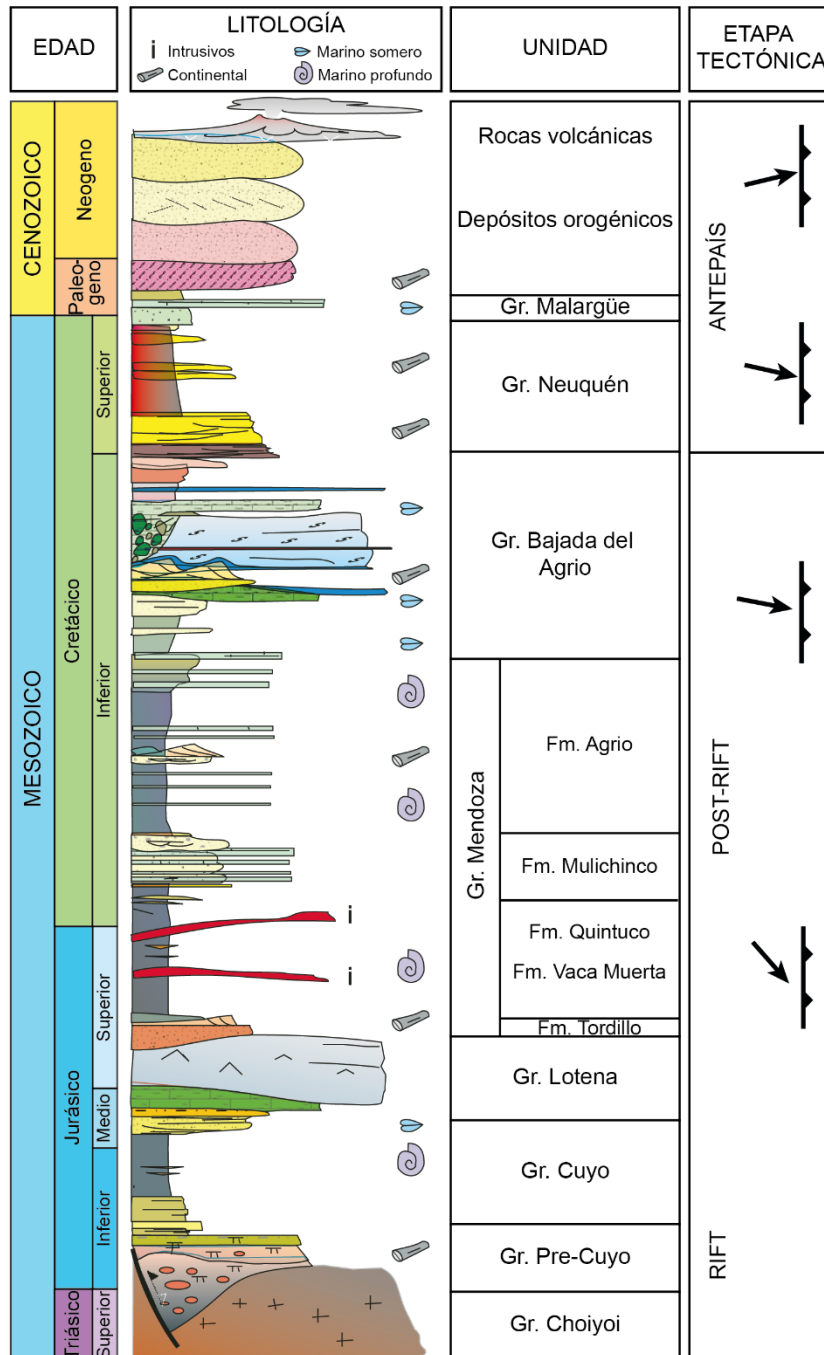 EDAD
LITOLOGÍA
i Intrusivos
Marino somero
Continental
Marino profundo
UNIDAD
ETAPA
TECTÓNICA
CENOZOICO
Neogeno
Paleo-
geno
MESOZOICO
Cretácico
Superior
Inferior
Jurásico
Superior
Medio
Inferior
Triásico
Superior
i
i
Rocas volcánicas
Depósitos orogénicos
Gr. Malargüe
Gr. Neuquén
Gr. Bajada del
Agrio
Gr. Mendoza
Fm. Agrio
Fm. Mulichinco
Fm. Quintuco
Fm. Vaca Muerta
Fm. Tordillo
Gr. Lotena
Gr. Cuyo
Gr. Pre-Cuyo
Gr. Choiyoi
ANTEPAÍS
POST-RIFT
RIFT